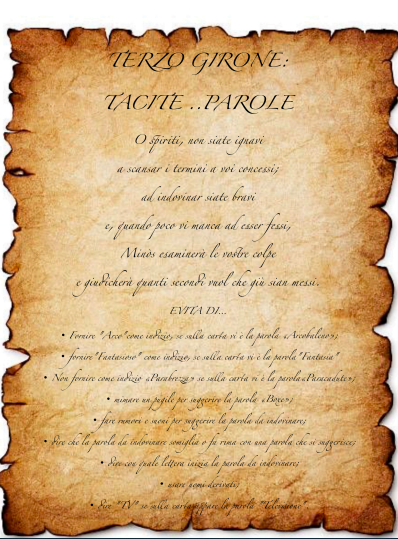 TERZO GIRONE:
TACITE ..PAROLE
O spiriti, non siate ignavi
a scansar i termini a voi concessi;
ad indovinar siate bravi
e, quando poco vi manca ad esser fessi,
Minòs esaminerà le vostre colpe
e giudicherà quanti secondi vuol che giù sian messi.
EVITA DI...
• Fornire "Arco"come indizio, se sulla carta vi è la parola «Arcobaleno»;
• fornire"Fantasioso" come indizio, se sulla carta vi è la parola"Fantasia"
• Non fornire come indizio «Parabrezza» se sulla carta vi è la parola«Paracadute»;
• mimare un pugile per suggerire la parola «Boxe»;
• fare rumore e suoni per suggerire la parola da indovinare;
• dire che la parola da indovinare somiglia o fa rima con una parola che si suggerisce;
• dire con quale lettera inizia la parola da indovinare;
• usare nomi derivati;
• dire "TV" se sulla carta appare la parola "Televisione"